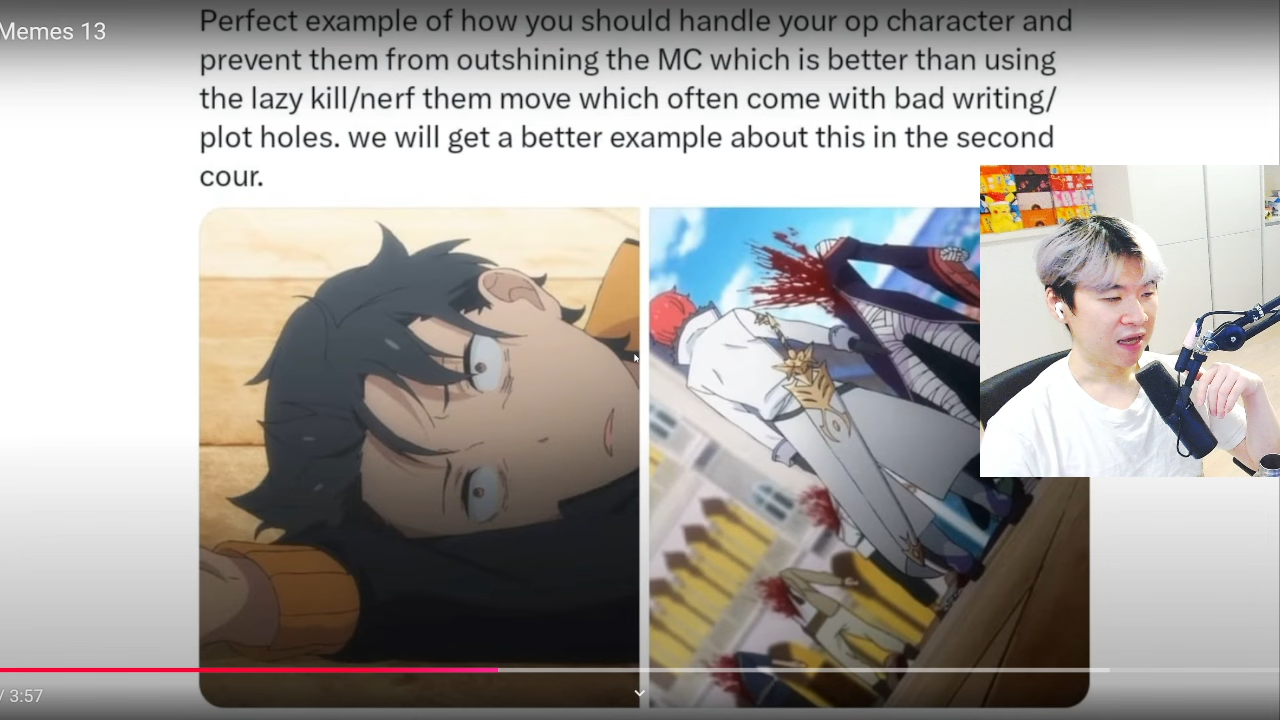 Memes 13
Perfect example of how you should handle your op character and
prevent them from outshining the MC which is better than using
the lazy kill/nerf them move which often come with bad writing/
plot holes. we will get a better example about this in the second
cour.
/ 3:57